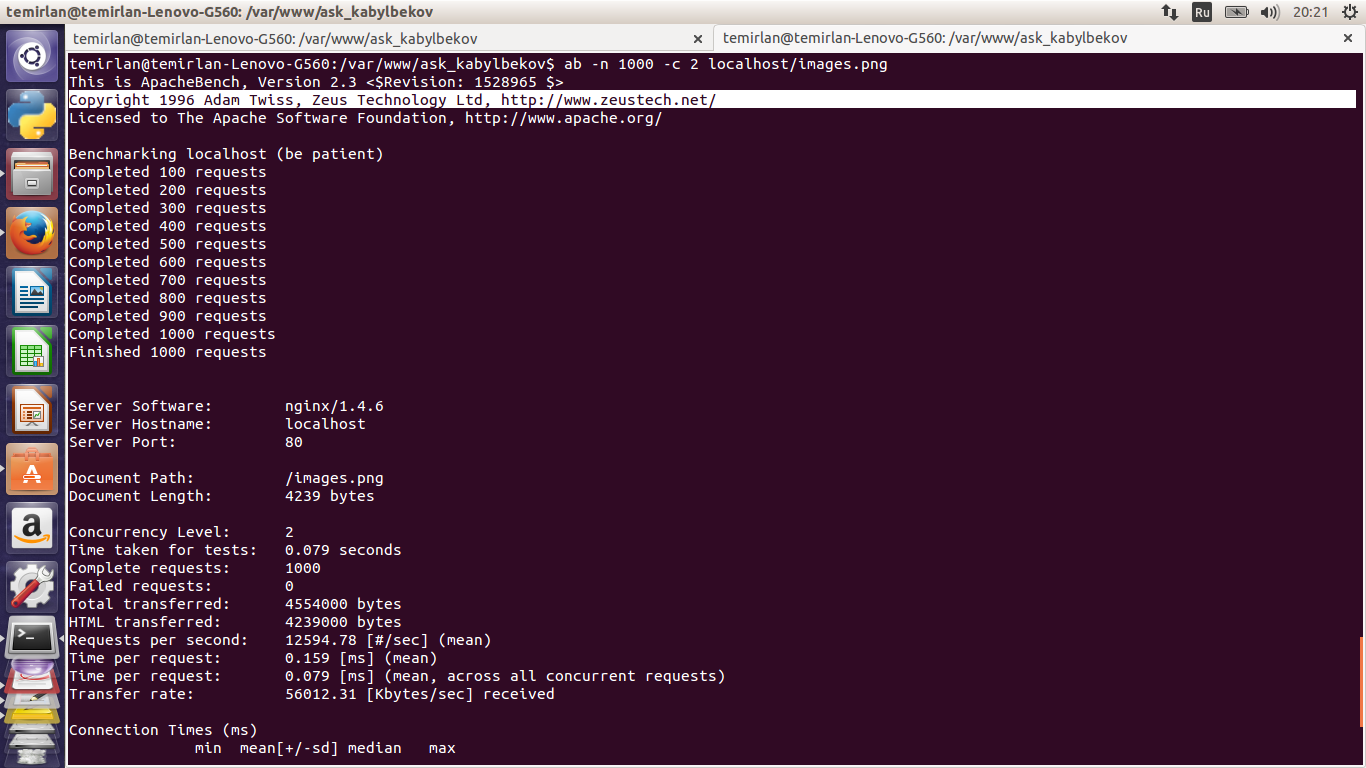 temirlan@temirlan-Lenovo-G560: /var/www/ask_kabylbekov
Ru
20:21
temirlan@temirlan-Lenovo-G560: /var/www/ask_kabylbekov
temirlan@temirlan-Lenovo-G560: /var/www/ask_kabylbekov
temirlan@temirlan-Lenovo-G560:/var/www/ask_kabylbekov$ ab -n 1000 -c 2 localhost/images.png
This is ApacheBench, Version 2.3 <$Revision: 1528965 $>
Copyright 1996 Adam Twiss, Zeus Technology Ltd, http://www.zeustech.net/
Licensed to The Apache Software Foundation, http://www.apache.org/
Benchmarking localhost (be patient)
Completed 100 requests
Completed 200 requests
Completed 300 requests
Completed 400 requests
Completed 500 requests
Completed 600 requests
Completed 700 requests
Completed 800 requests
Completed 900 requests
Completed 1000 requests
Finished 1000 requests
Server Software:        nginx/1.4.6
Server Hostname:        localhost
Server Port:            80
Document Path:          /images.png
Document Length:        4239 bytes
Concurrency Level:      2
Time taken for tests:   0.079 seconds
Complete requests:      1000
Failed requests:        0
Total transferred:      4554000 bytes
HTML transferred:       4239000 bytes
Requests per second:    12594.78 [#/sec] (mean)
Time per request:       0.159 [ms] (mean)
Time per request:       0.079 [ms] (mean, across all concurrent requests)
Transfer rate:          56012.31 [Kbytes/sec] received
Connection Times (ms)
              min  mean[+/-sd] median   max